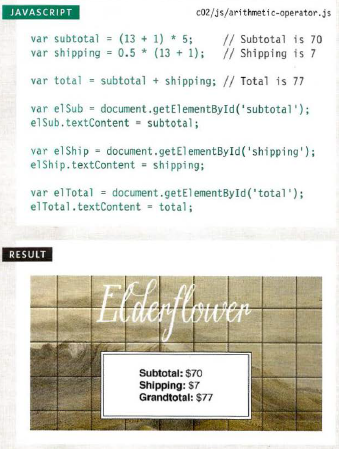 JAVASCRIPT c02/js/arithmetic-operator.js
var subtotal = (13 + 1) * 5; // Subtotal is 70
var shipping = 0.5 * (13 + 1); // Shipping is 7
var total = subtotal + shipping; // Total is 77
var elSub = document.getElementById('subtotal');
elSub.textContent = subtotal;
var elShip = document.getElementById('shipping');
elShip.textContent = shipping;
var elTotal = document.getElementById('total');
elTotal.textContent = total;
RESULT
Elderflower
Subtotal: $70
Shipping: $7
Grandtotal: $77